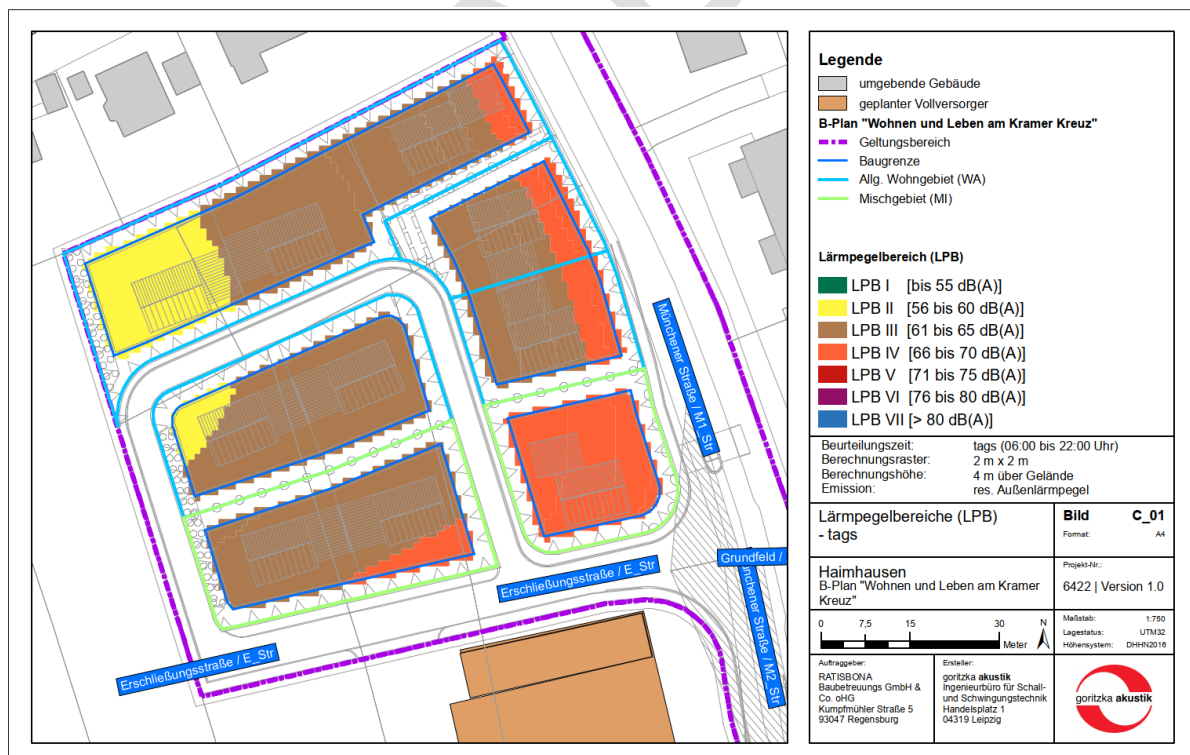 Münchener Straße / M1_Str
Grundfeld /
ünchener Straße / M2_Str
Erschließungsstraße / E_Str
Erschließungsstraße / E_Str
Legende
umgebende Gebäude
geplanter Vollversorger
B-Plan "Wohnen und Leben am Kramer Kreuz"
Geltungsbereich
Baugrenze
Allg. Wohngebiet (WA)
Mischgebiet (MI)
Lärmpegelbereich (LPB)
LPB I [bis 55 dB(A)]
LPB II [56 bis 60 dB(A)]
LPB III [61 bis 65 dB(A)]
LPB IV [66 bis 70 dB(A)]
LPB V [71 bis 75 dB(A)]
LPB VI [76 bis 80 dB(A)]
LPB VII [> 80 dB(A)]
Beurteilungszeit: tags (06:00 bis 22:00 Uhr)
Berechnungsraster: 2 m x 2 m
Berechnungshöhe: 4 m über Gelände
Emission: res. Außenlärmpegel
Lärmpegelbereiche (LPB)
- tags
Bild C_01
Format: A4
Haimhausen
B-Plan "Wohnen und Leben am Kramer
Kreuz"
Projekt-Nr.:
6422 | Version 1.0
0 7,5 15 30 N
Meter
Maßstab: 1:750
Lagestatus: UTM32
Höhensystem: DHHN2016
Auftraggeber:
RATISBONA
Baubetreuungs GmbH &
Co. oHG
Kumpfmühler Straße 5
93047 Regensburg
Ersteller:
goritzka akustik
Ingenieurbüro für Schall-
und Schwingungstechnik
Handelsplatz 1
04319 Leipzig
goritzka akustik